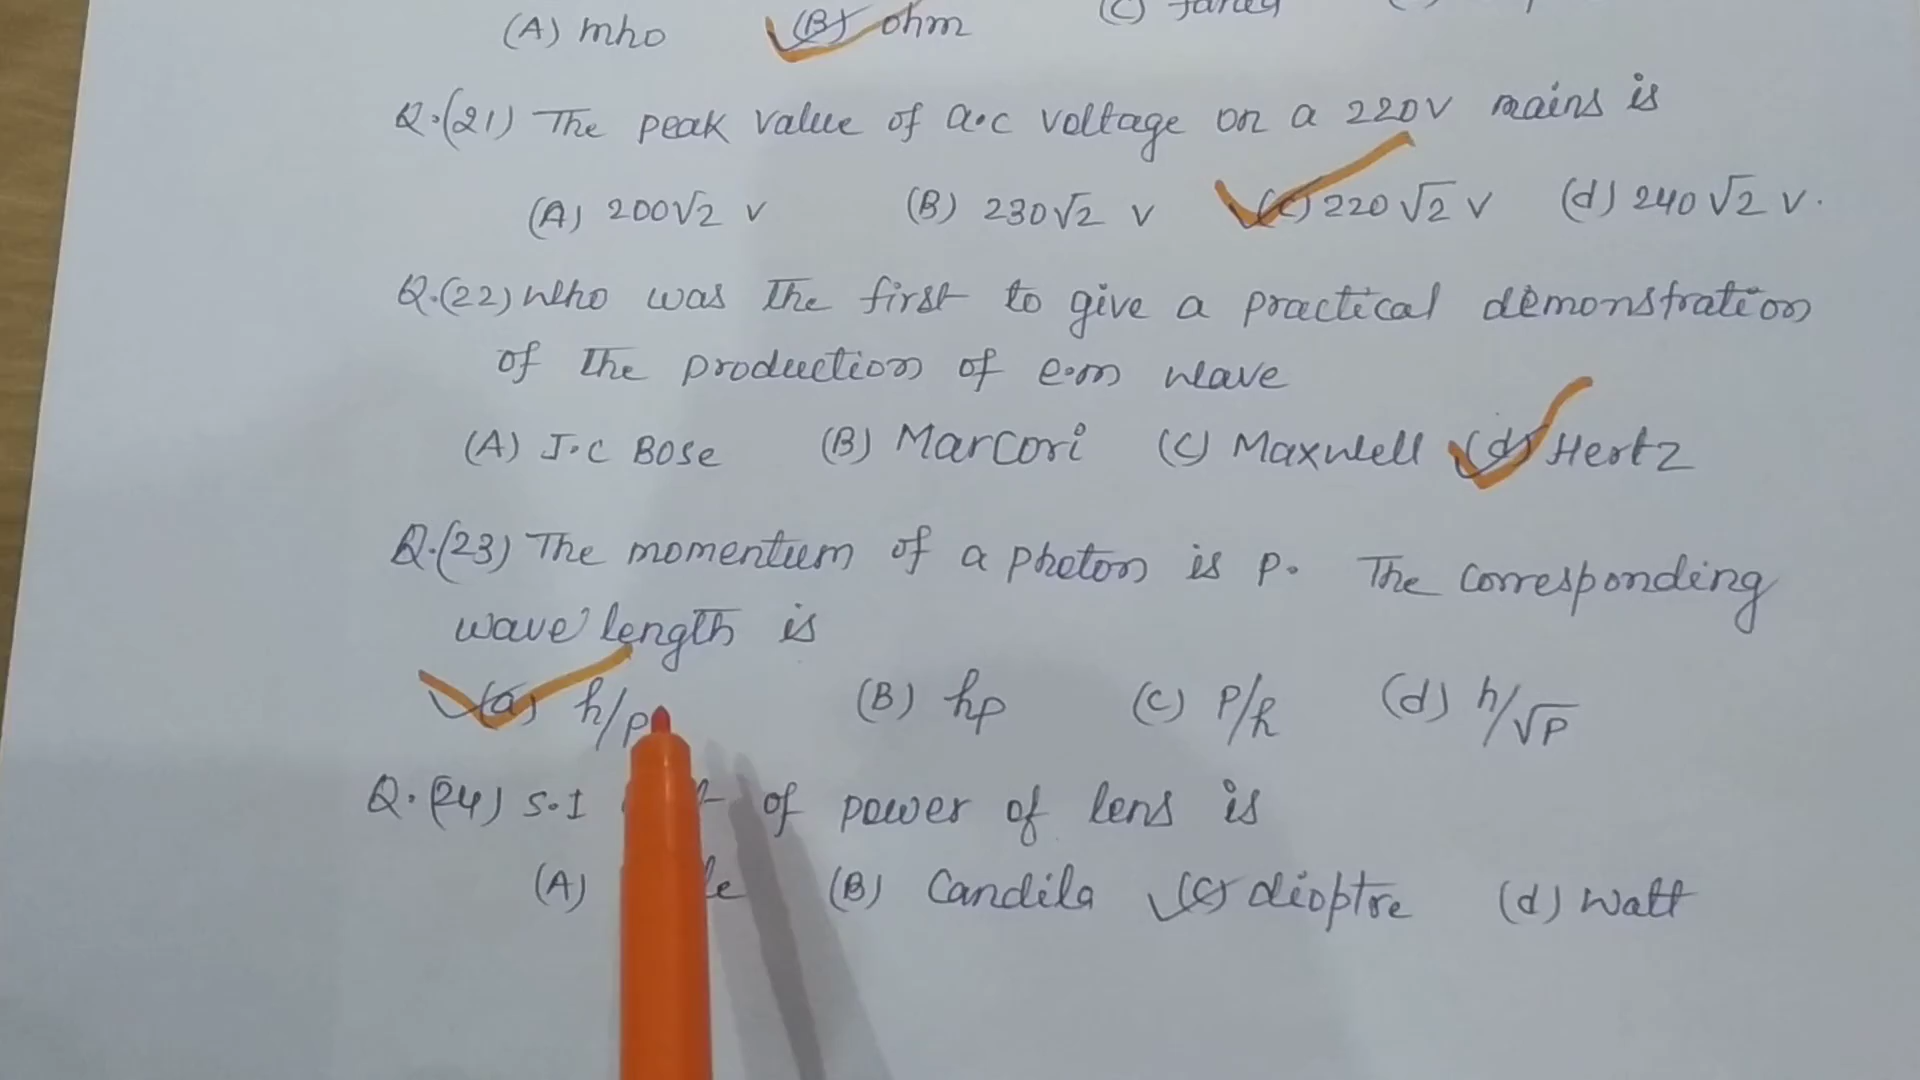 (A) mho (B) ohm (C) farad
Q.(21) The peak value of a.c voltage on a 220V mains is
(A) 200√2 V (B) 230√2 V (C) 220√2 V (d) 240√2 V.
Q.(22) who was the first to give a practical demonstration
of the production of e.m wave
(A) J.C Bose (B) Marcori (C) Maxwell (d) Hertz
Q.(23) The momentum of a photon is p. The corresponding
wave length is
(a) h/p (B) hp (C) P/h (d) h/√P
Q.(24) S.I of power of lens is
(A) (B) Candila (C) dioptre (d) Watt